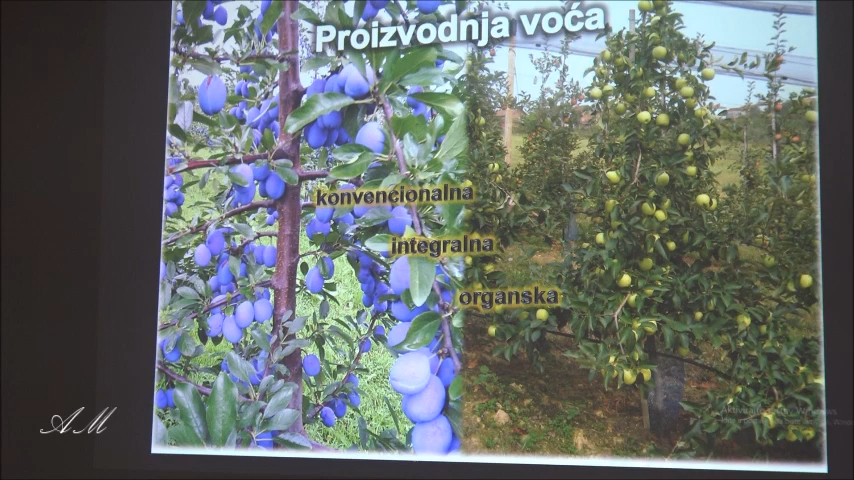 Proizvodnja voća
konvencionalna
integralna
organska
AM